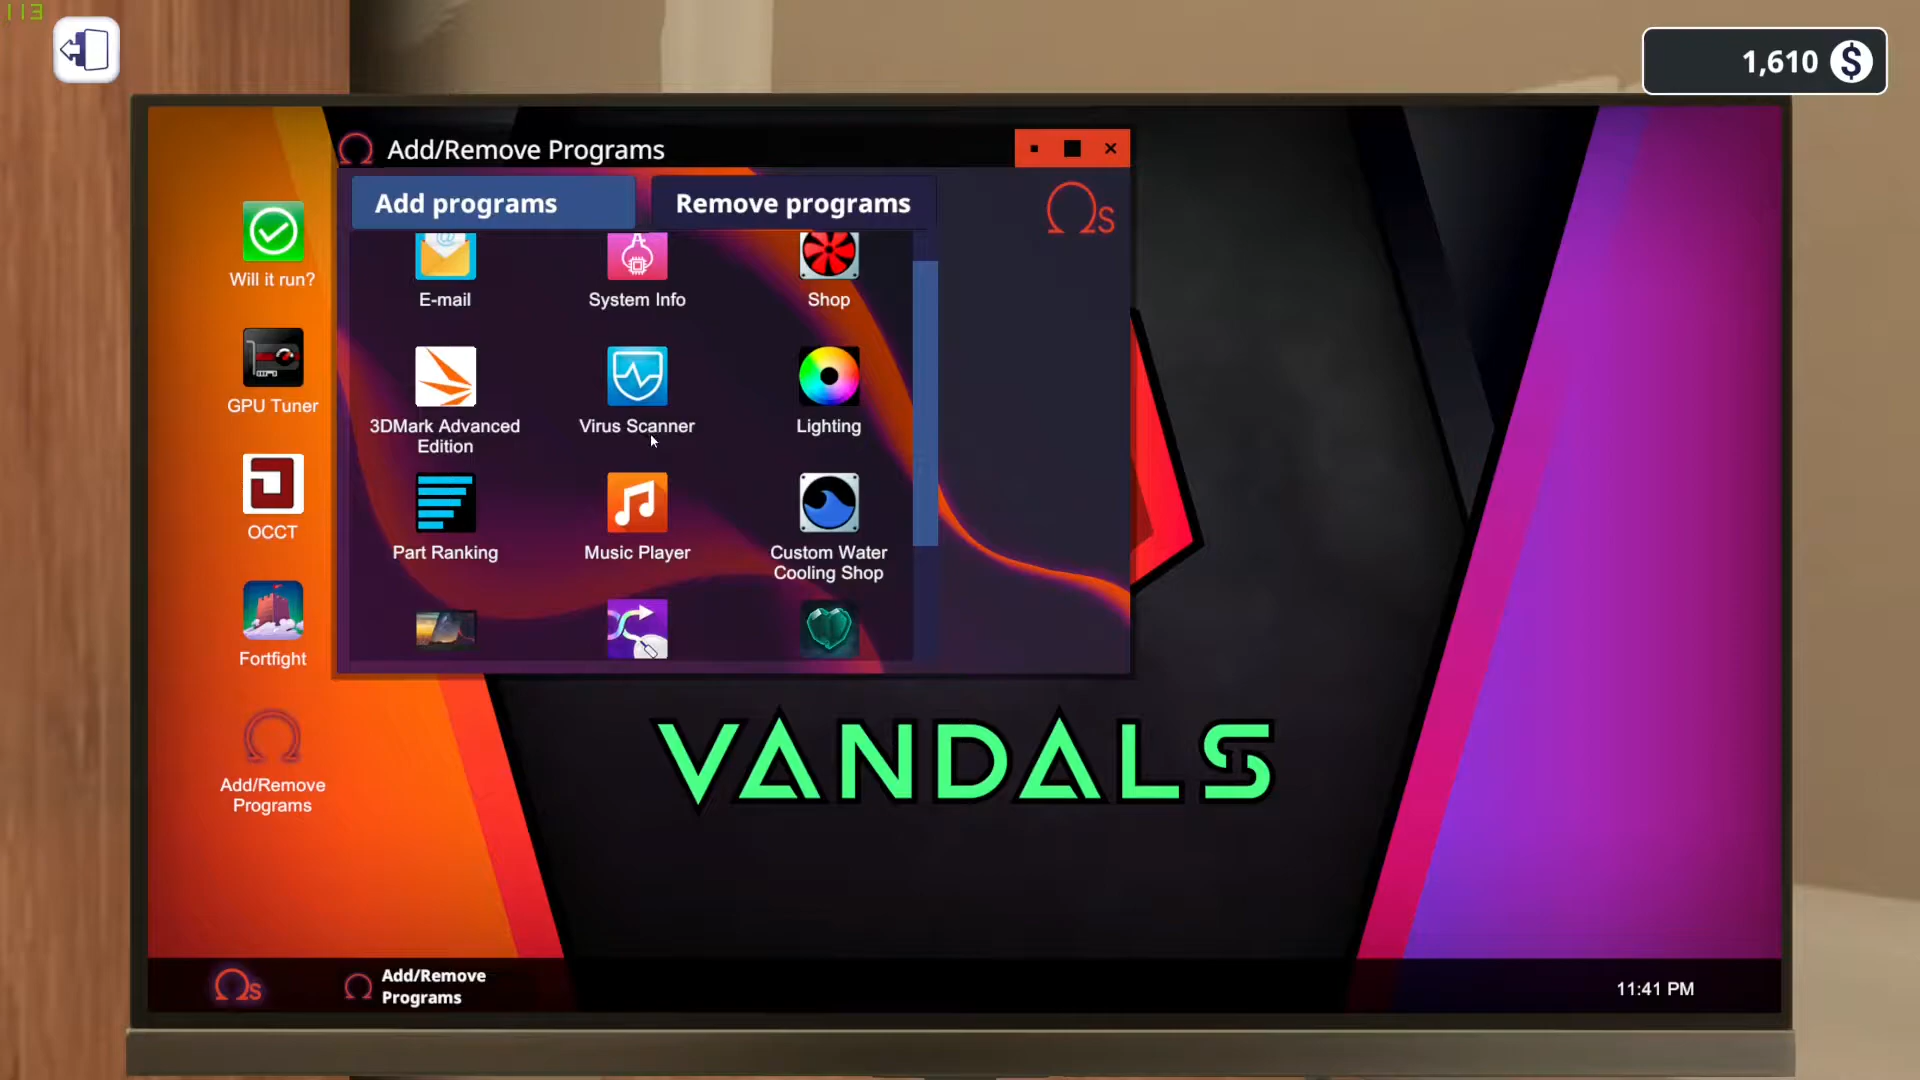 113
1,610
Add/Remove Programs
Add programs
Remove programs
Ωs
E-mail
System Info
Shop
3DMark Advanced
Edition
Virus Scanner
Lighting
Part Ranking
Music Player
Custom Water
Cooling Shop
Will it run?
GPU Tuner
OCCT
Fortfight
Add/Remove
Programs
VANDALS
Ωs
Add/Remove
Programs
11:41 PM